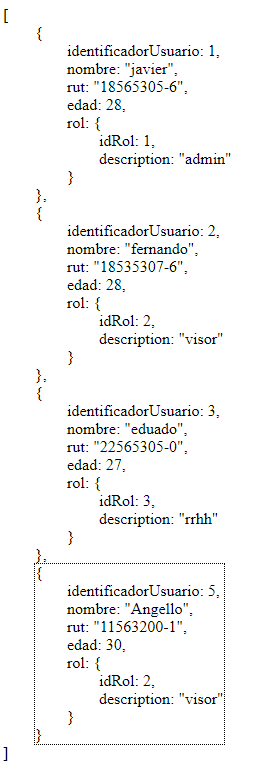 [
{
identificadorUsuario: 1,
nombre: "javier",
rut: "18565305-6",
edad: 28,
rol: {
idRol: 1,
description: "admin"
}
},
{
identificadorUsuario: 2,
nombre: "fernando",
rut: "18535307-6",
edad: 28,
rol: {
idRol: 2,
description: "visor"
}
},
{
identificadorUsuario: 3,
nombre: "eduado",
rut: "22565305-0",
edad: 27,
rol: {
idRol: 3,
description: "rrhh"
}
},
{
identificadorUsuario: 5,
nombre: "Angello",
rut: "11563200-1",
edad: 30,
rol: {
idRol: 2,
description: "visor"
}
}
]